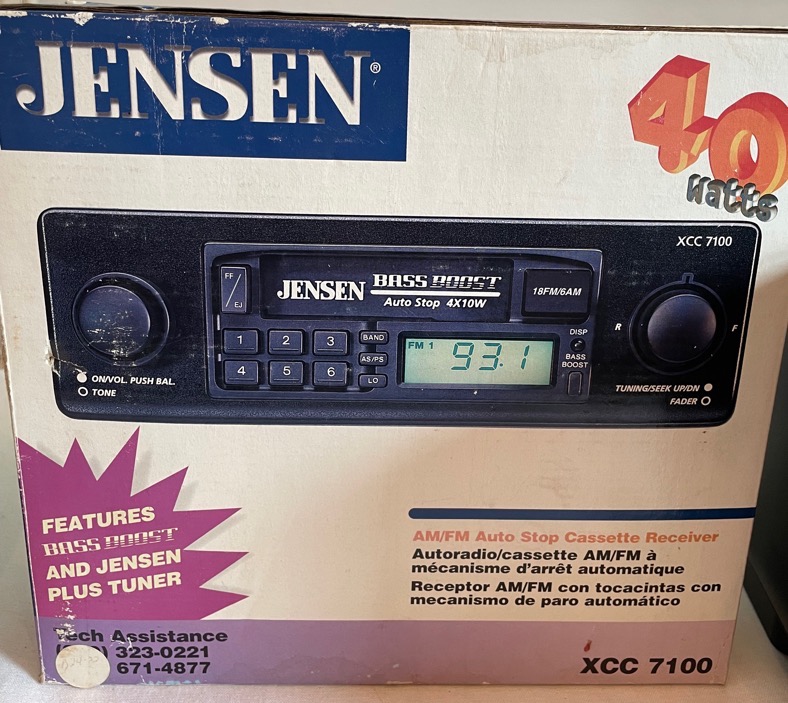 JENSEN®
40
Watts
XCC 7100
FF
/
EJ
JENSEN BASS BOOST
Auto Stop 4X10W
18FM/6AM
1 2 3 BAND
4 5 6 AS/PS
LO
FM 1 93.1
DISP
BASS
BOOST
R F
ON/VOL. PUSH BAL.
TONE
TUNING/SEEK UP/DN
FADER
FEATURES
BASS BOOST
AND JENSEN
PLUS TUNER
AM/FM Auto Stop Cassette Receiver
Autoradio/cassette AM/FM à
mécanisme d'arrêt automatique
Receptor AM/FM con tocacintas con
mecanismo de paro automático
Tech Assistance
323-0221
671-4877
XCC 7100